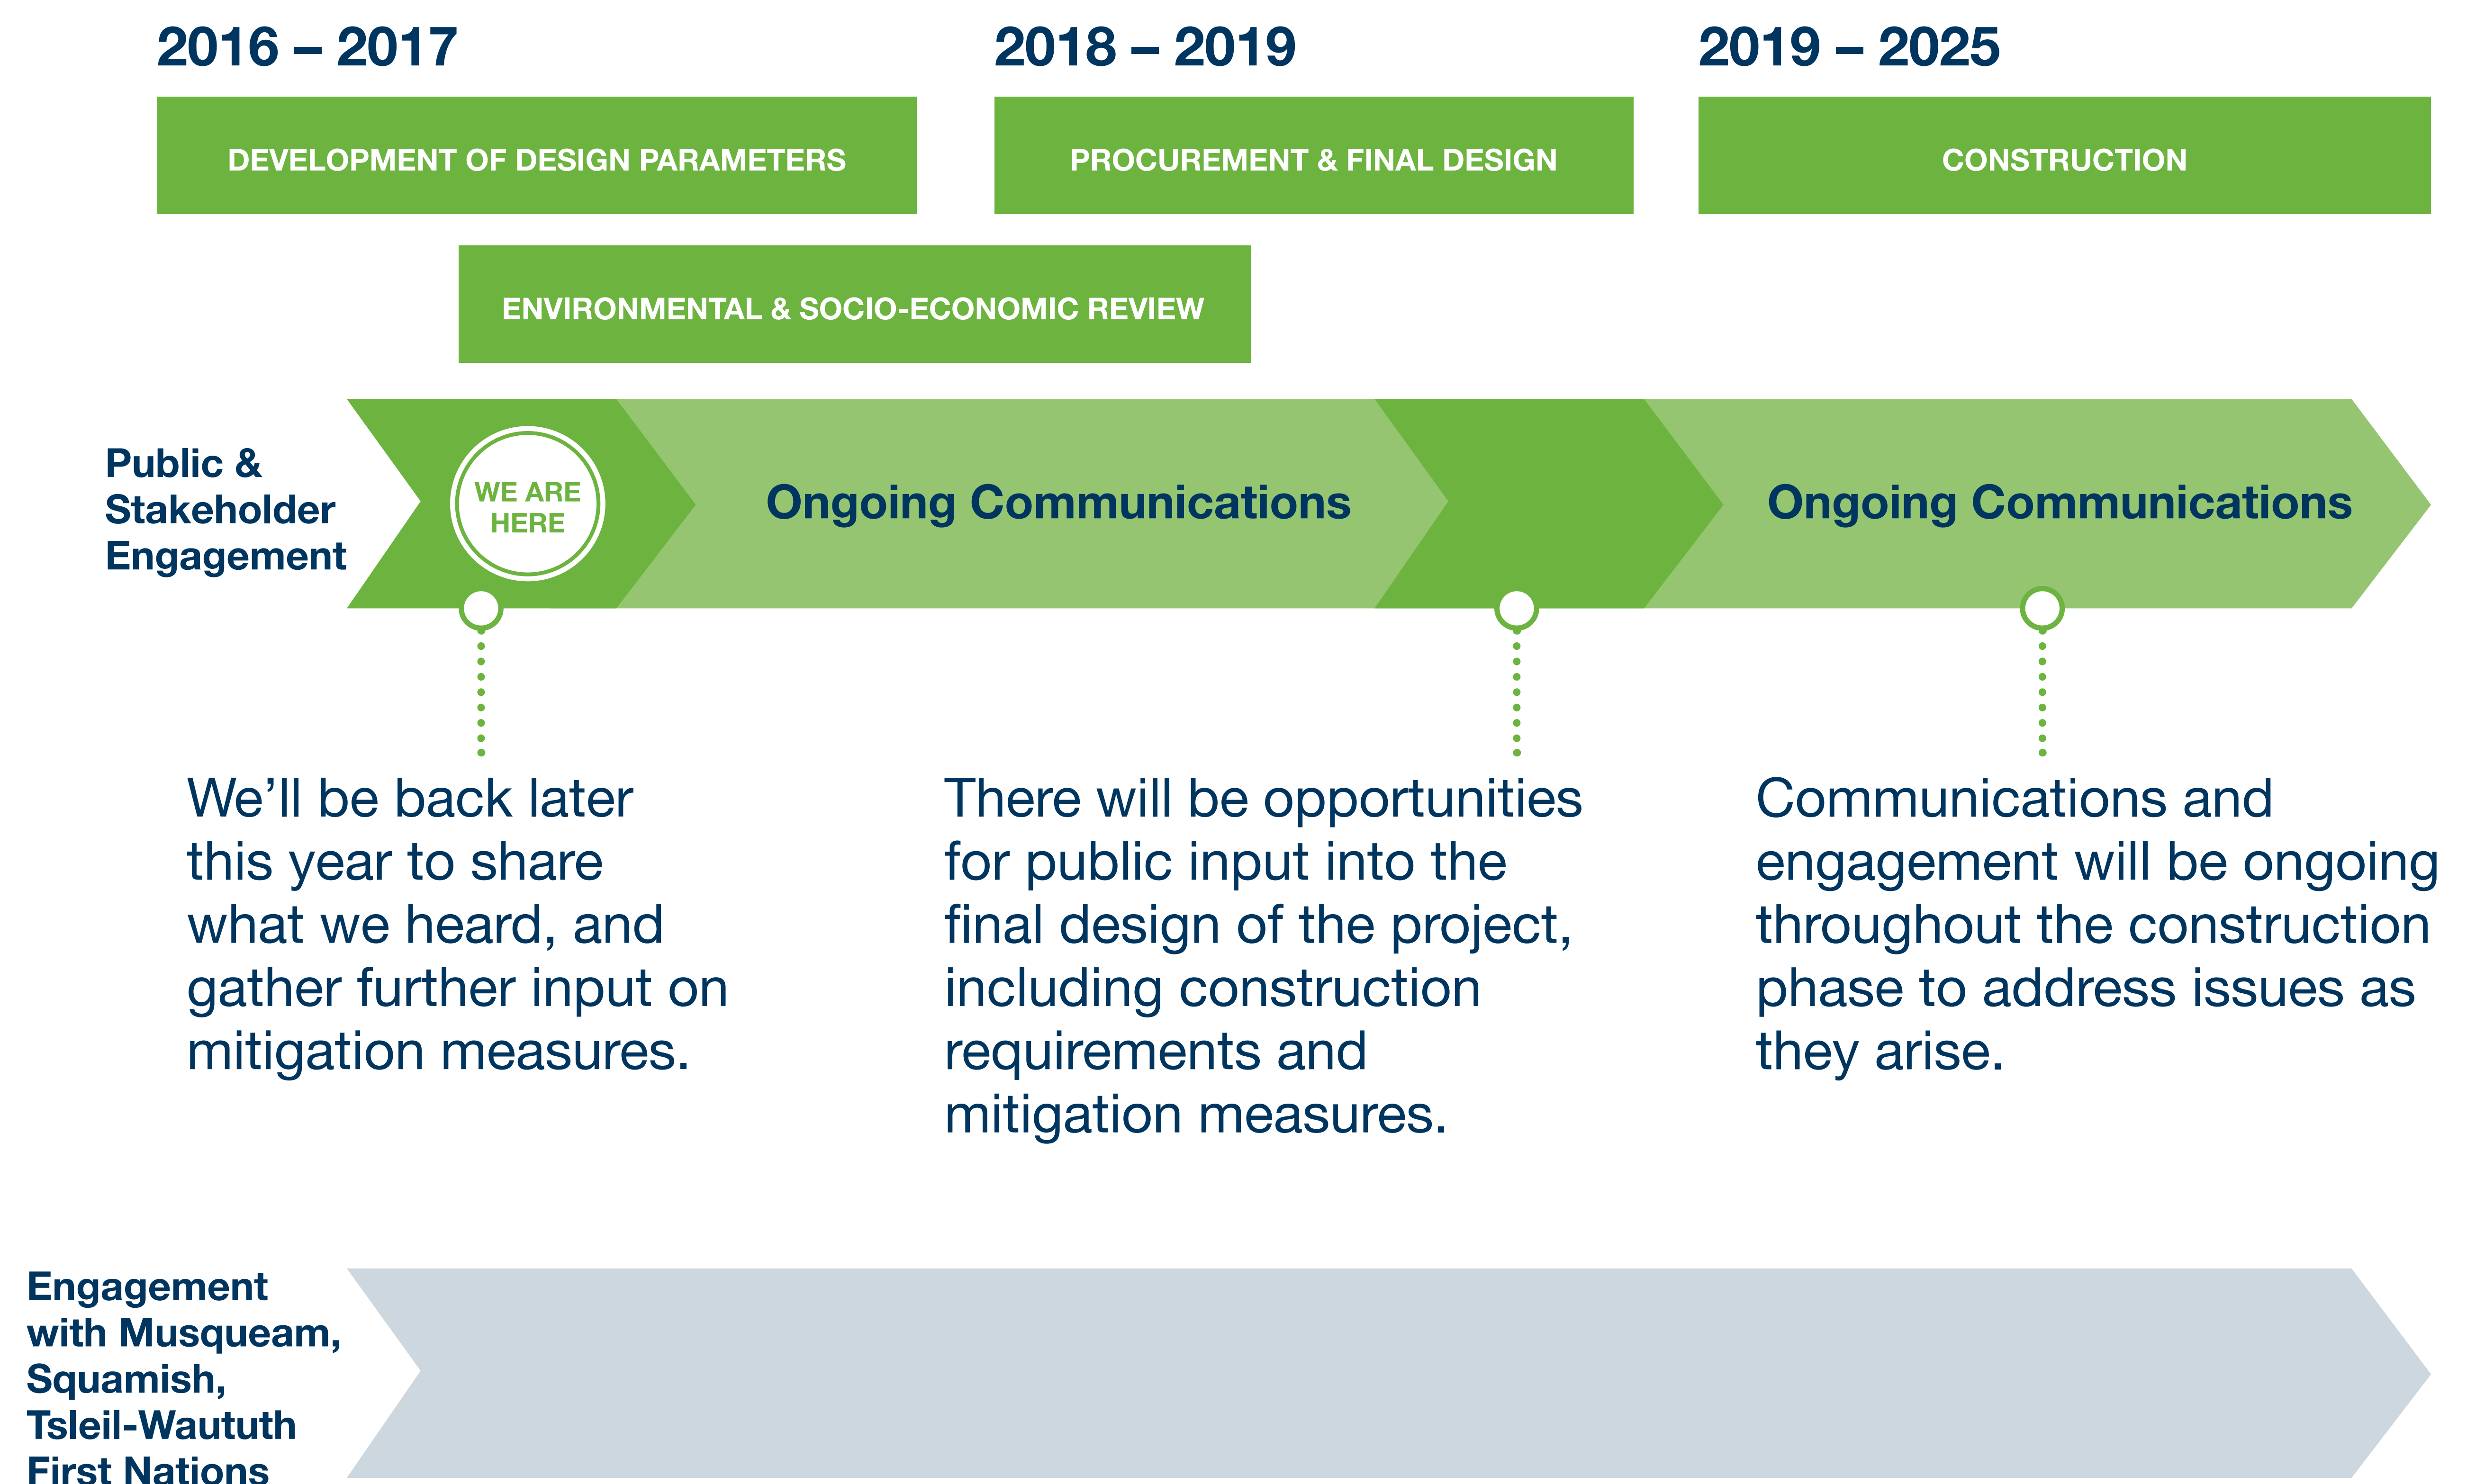 2016 – 2017
2018 – 2019
2019 – 2025
DEVELOPMENT OF DESIGN PARAMETERS
PROCUREMENT & FINAL DESIGN
CONSTRUCTION
ENVIRONMENTAL & SOCIO-ECONOMIC REVIEW
Public &
Stakeholder
Engagement
WE ARE
HERE
Ongoing Communications
Ongoing Communications
We’ll be back later
this year to share
what we heard, and
gather further input on
mitigation measures.
There will be opportunities
for public input into the
final design of the project,
including construction
requirements and
mitigation measures.
Communications and
engagement will be ongoing
throughout the construction
phase to address issues as
they arise.
Engagement
with Musqueam,
Squamish,
Tsleil-Waututh
First Nations